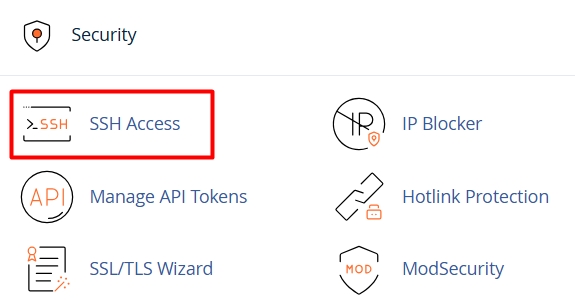 Security
>_SSH
SSH Access
IP
IP Blocker
API
Manage API Tokens
Hotlink Protection
SSL/TLS Wizard
MOD
ModSecurity